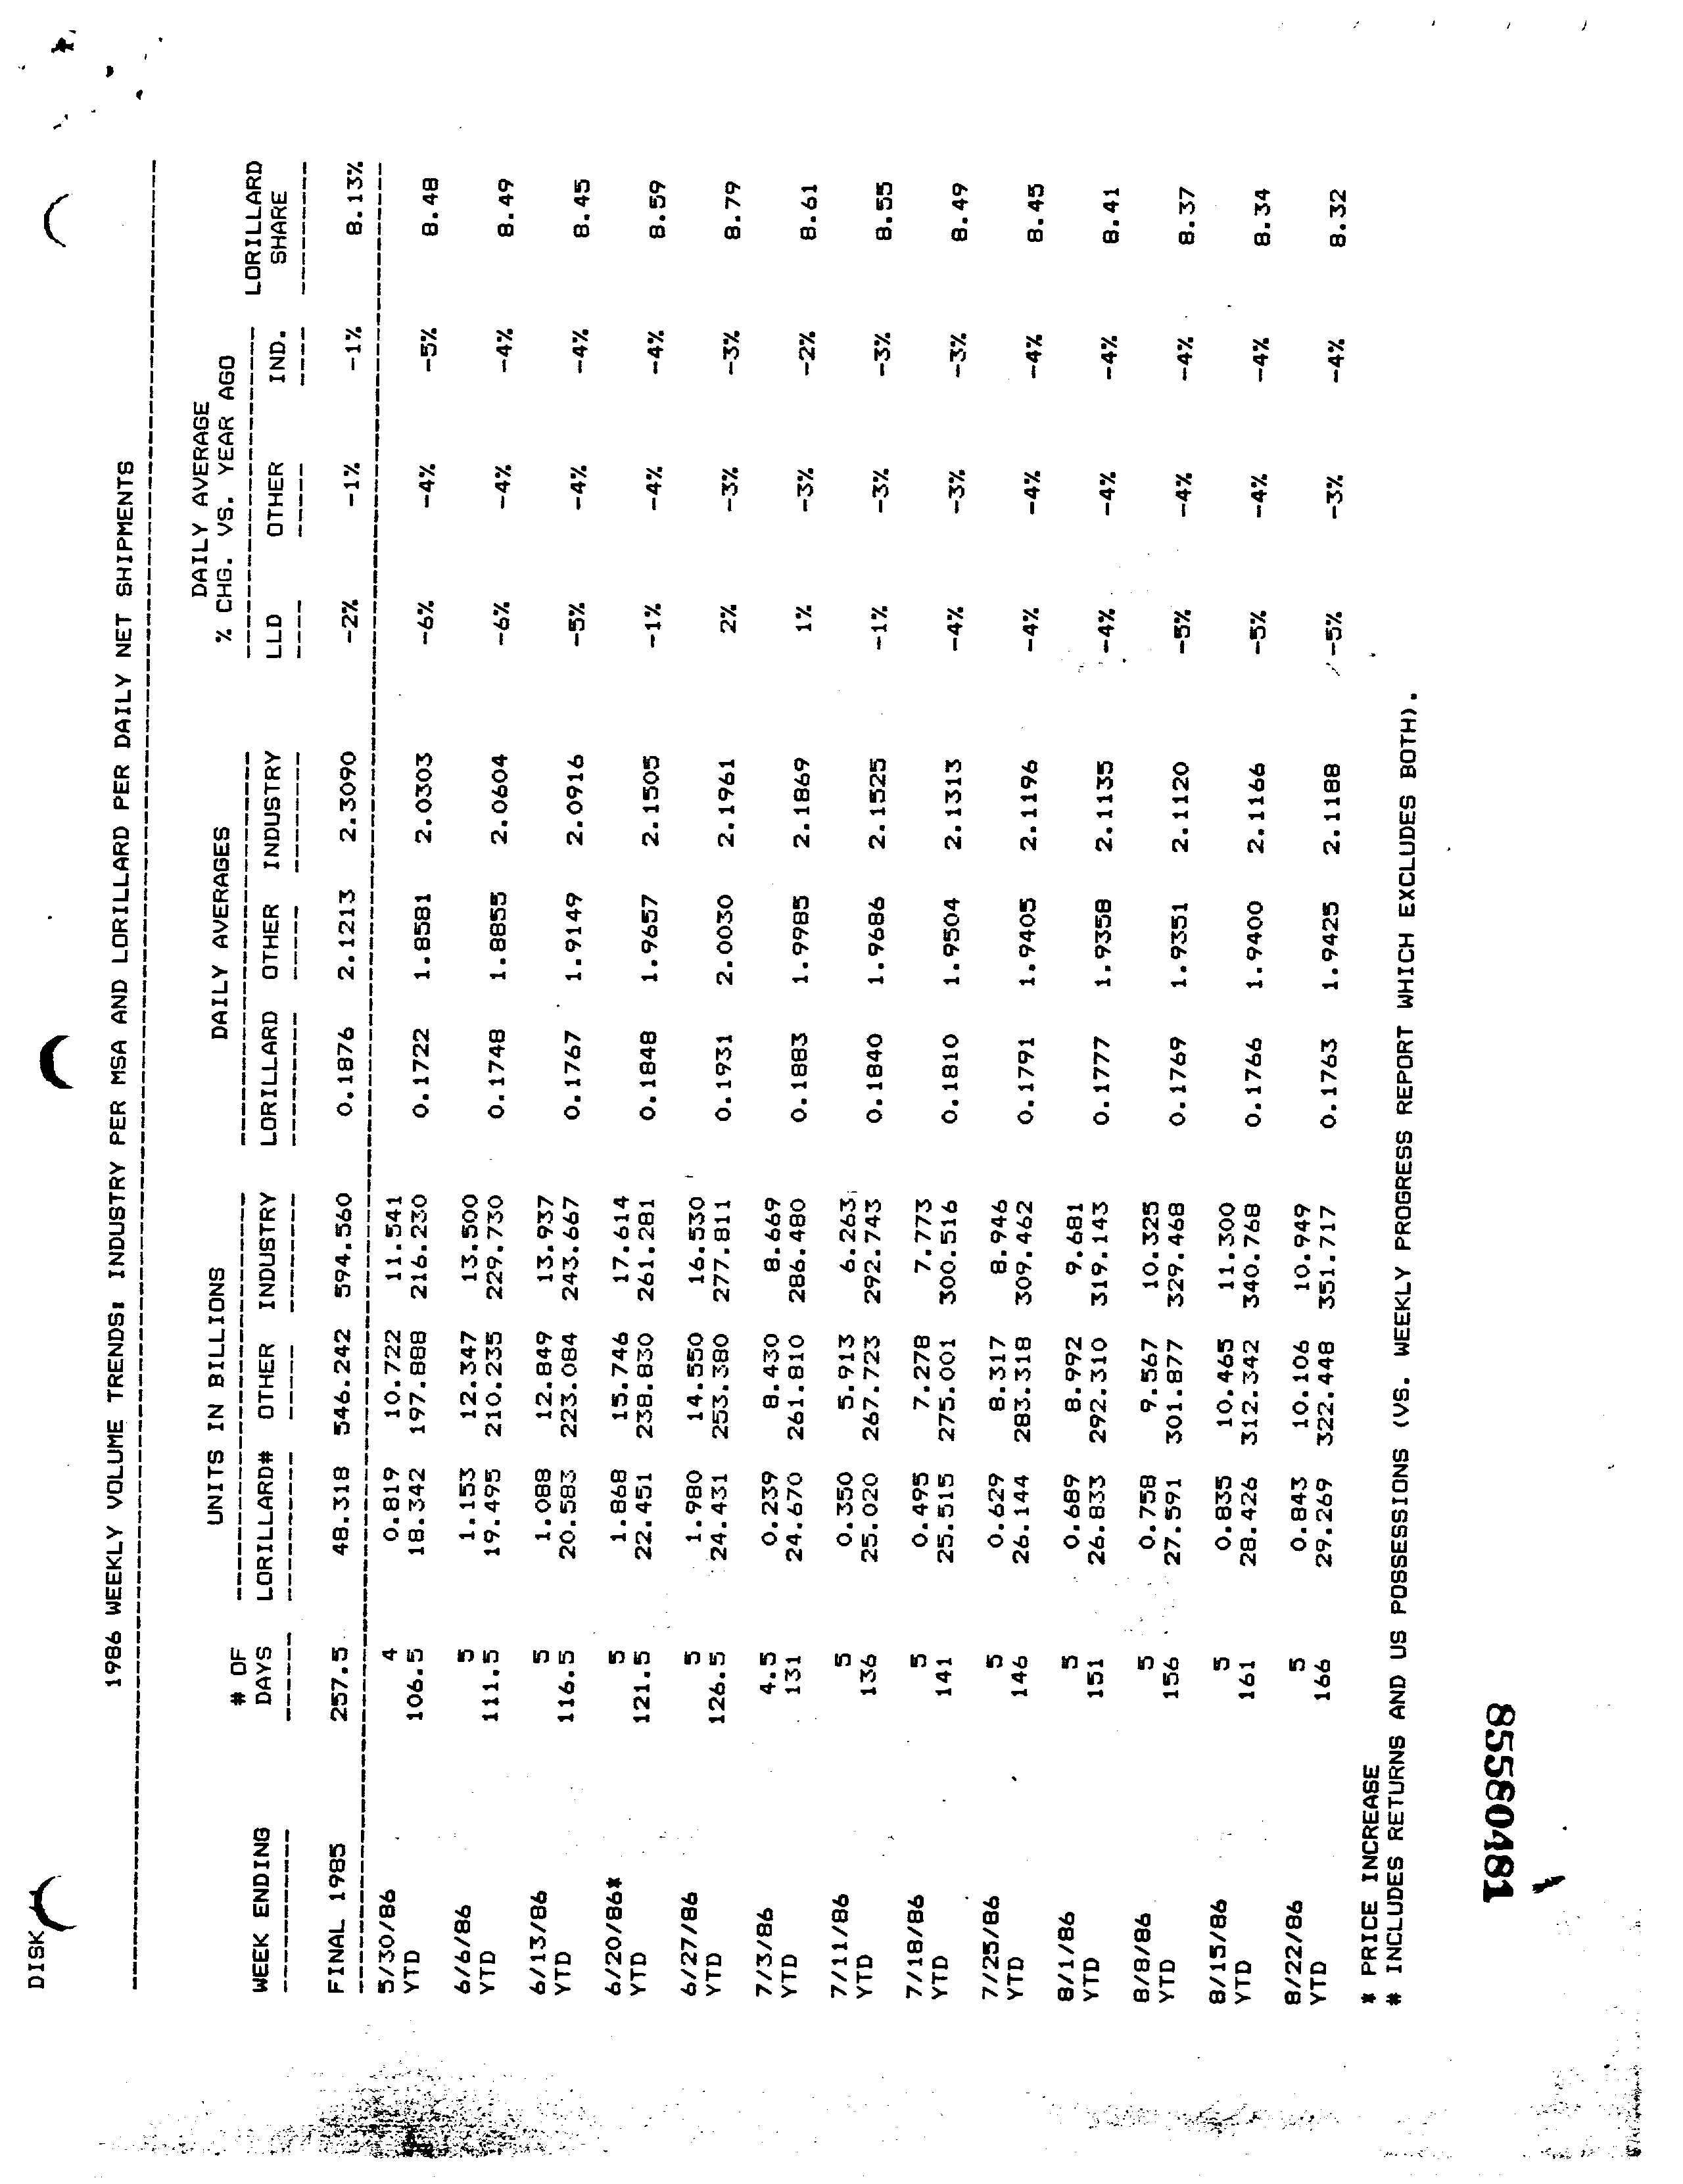 DISK
1986 WEEKLY VOLUME TRENDS: INDUSTRY PER MSA AND LORILLARD PER DAILY NET SHIPMENTS
DAILY AVERAGE
UNITS IN BILLIONS DAILY AVERAGES % CHG. VS. YEAR AGO
# OF LORILLARD
WEEK ENDING DAYS LORILLARD# OTHER INDUSTRY LORILLARD OTHER INDUSTRY LLD OTHER IND. SHARE
FINAL 1985 257.5 48.318 546.242 594.560 0.1876 2.1213 2.3090 -2% -1% -1% 8.13%
5/30/86 4 0.819 10.722 11.541
YTD 106.5 18.342 197.888 216.230 0.1722 1.8581 2.0303 -6% -4% -5% 8.48
6/6/86 5 1.153 12.347 13.500
YTD 111.5 19.495 210.235 229.730 0.1748 1.8855 2.0604 -6% -4% -4% 8.49
6/13/86 5 1.088 12.849 13.937
YTD 116.5 20.583 223.084 243.667 0.1767 1.9149 2.0916 -5% -4% -4% 8.45
6/20/86* 5 1.868 15.746 17.614
YTD 121.5 22.451 238.830 261.281 0.1848 1.9657 2.1505 -1% -4% -4% 8.59
6/27/86 5 1.980 14.550 16.530
YTD 126.5 24.431 253.380 277.811 0.1931 2.0030 2.1961 2% -3% -3% 8.79
7/3/86 4.5 0.239 8.430 8.669
YTD 131 24.670 261.810 286.480 0.1883 1.9985 2.1869 1% -3% -2% 8.61
7/11/86 5 0.350 5.913 6.263
YTD 136 25.020 267.723 292.743 0.1840 1.9686 2.1525 -1% -3% -3% 8.55
7/18/86 5 0.495 7.278 7.773
YTD 141 25.515 275.001 300.516 0.1810 1.9504 2.1313 -4% -3% -3% 8.49
7/25/86 5 0.629 8.317 8.946
YTD 146 26.144 283.318 309.462 0.1791 1.9405 2.1196 -4% -4% -4% 8.45
8/1/86 5 0.689 8.992 9.681
YTD 151 26.833 292.310 319.143 0.1777 1.9358 2.1135 -4% -4% -4% 8.41
8/8/86 5 0.758 9.567 10.325
YTD 156 27.591 301.877 329.468 0.1769 1.9351 2.1120 -5% -4% -4% 8.37
8/15/86 5 0.835 10.465 11.300
YTD 161 28.426 312.342 340.768 0.1766 1.9400 2.1166 -5% -4% -4% 8.34
8/22/86 5 0.843 10.106 10.949
YTD 166 29.269 322.448 351.717 0.1763 1.9425 2.1188 -5% -3% -4% 8.32
* PRICE INCREASE
# INCLUDES RETURNS AND US POSSESSIONS (VS. WEEKLY PROGRESS REPORT WHICH EXCLUDES BOTH).
85580481